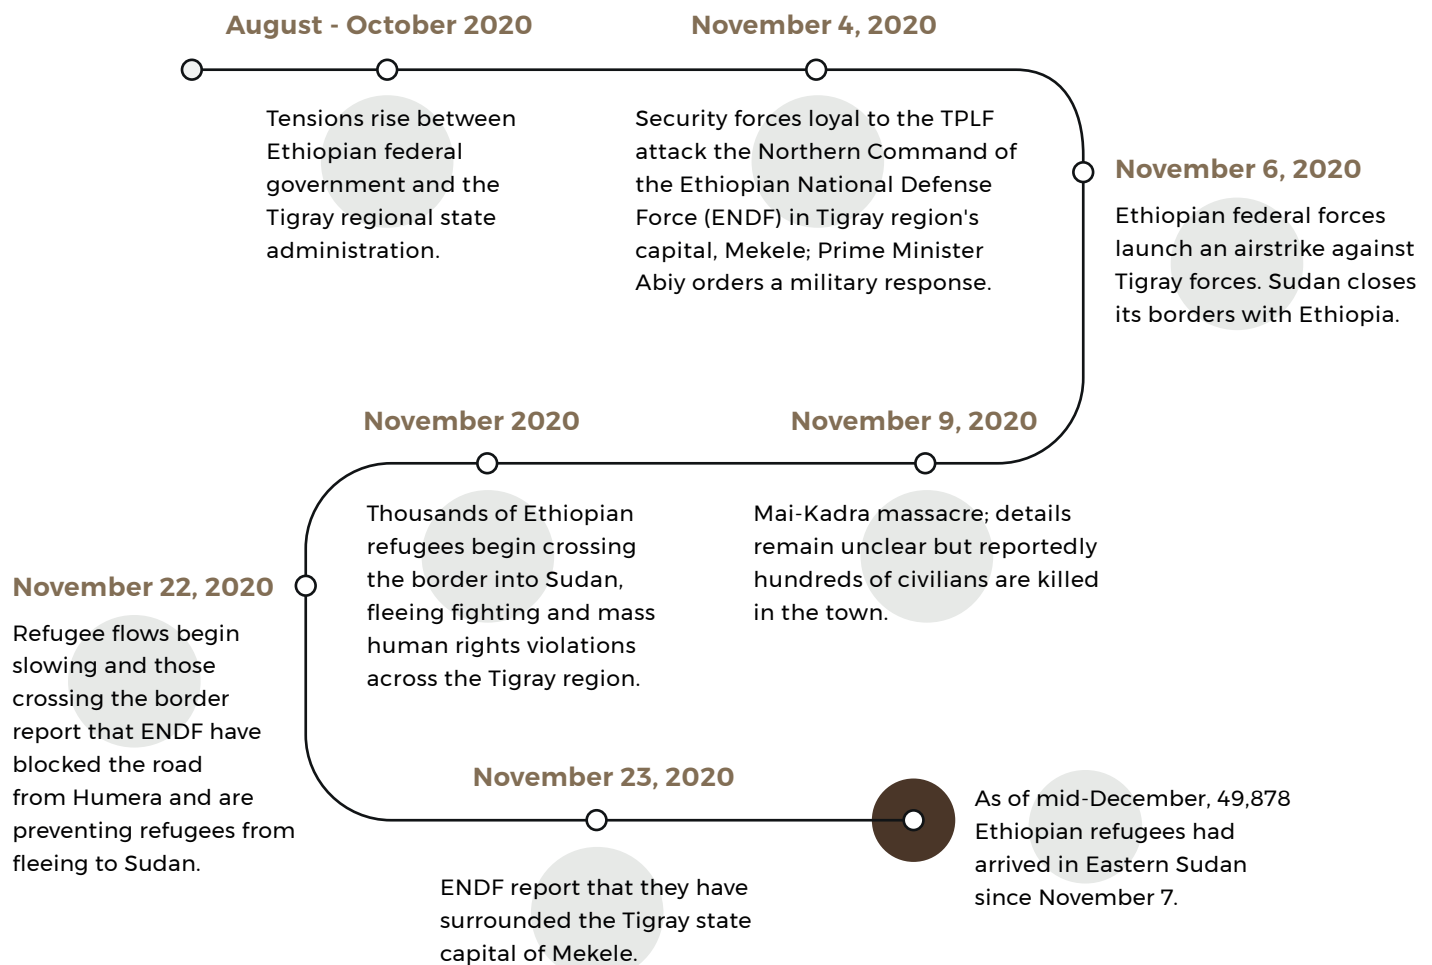 August - October 2020
Tensions rise between
Ethiopian federal
government and the
Tigray regional state
administration.
November 4, 2020
Security forces loyal to the TPLF
attack the Northern Command of
the Ethiopian National Defense
Force (ENDF) in Tigray region's
capital, Mekele; Prime Minister
Abiy orders a military response.
November 6, 2020
Ethiopian federal forces
launch an airstrike against
Tigray forces. Sudan closes
its borders with Ethiopia.
November 9, 2020
Mai-Kadra massacre; details
remain unclear but reportedly
hundreds of civilians are killed
in the town.
November 2020
Thousands of Ethiopian
refugees begin crossing
the border into Sudan,
fleeing fighting and mass
human rights violations
across the Tigray region.
November 22, 2020
Refugee flows begin
slowing and those
crossing the border
report that ENDF have
blocked the road
from Humera and are
preventing refugees from
fleeing to Sudan.
November 23, 2020
ENDF report that they have
surrounded the Tigray state
capital of Mekele.
As of mid-December, 49,878
Ethiopian refugees had
arrived in Eastern Sudan
since November 7.